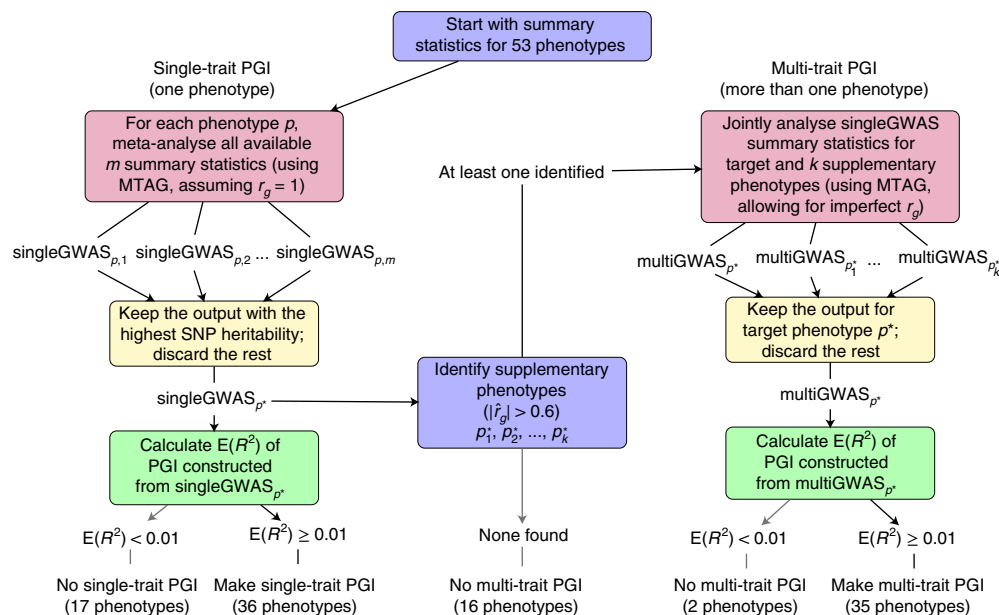 Start with summary
statistics for 53 phenotypes
Single-trait PGI
(one phenotype)
For each phenotype p,
meta-analyse all available
m summary statistics (using
MTAG, assuming r_g = 1)
singleGWAS_p,1 singleGWAS_p,2 ... singleGWAS_p,m
Keep the output with the
highest SNP heritability;
discard the rest
singleGWAS_p*
Calculate E(R²) of
PGI constructed
from singleGWAS_p*
E(R²) < 0.01
E(R²) ≥ 0.01
No single-trait PGI
(17 phenotypes)
Make single-trait PGI
(36 phenotypes)
At least one identified
Identify supplementary
phenotypes
(|r̂_g| > 0.6)
p₁*, p₂*, ..., p_k*
None found
No multi-trait PGI
(16 phenotypes)
Multi-trait PGI
(more than one phenotype)
Jointly analyse singleGWAS
summary statistics for
target and k supplementary
phenotypes (using MTAG,
allowing for imperfect r_g)
multiGWAS_p* multiGWAS_p₁* ... multiGWAS_p_k*
Keep the output for
target phenotype p*;
discard the rest
multiGWAS_p*
Calculate E(R²) of
PGI constructed
from multiGWAS_p*
E(R²) < 0.01
E(R²) ≥ 0.01
No multi-trait PGI
(2 phenotypes)
Make multi-trait PGI
(35 phenotypes)